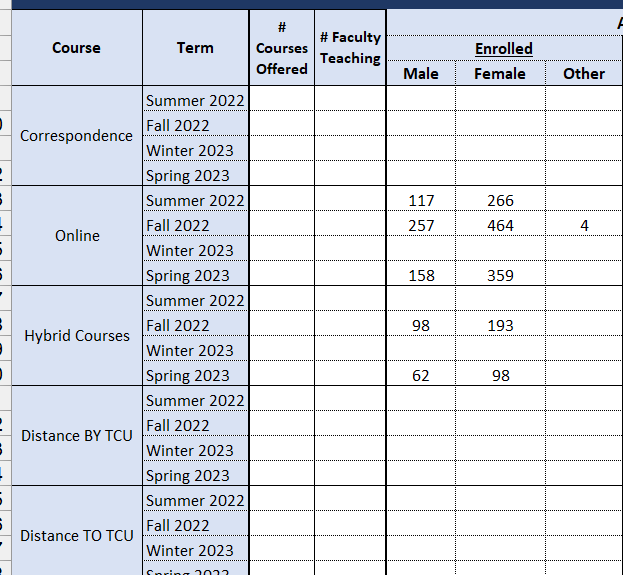 Course Term # Courses Offered # Faculty Teaching
Enrolled
Male Female Other
Correspondence
Summer 2022
Fall 2022
Winter 2023
Spring 2023
Online
Summer 2022 117 266
Fall 2022 257 464 4
Winter 2023
Spring 2023 158 359
Hybrid Courses
Summer 2022
Fall 2022 98 193
Winter 2023
Spring 2023 62 98
Distance BY TCU
Summer 2022
Fall 2022
Winter 2023
Spring 2023
Distance TO TCU
Summer 2022
Fall 2022
Winter 2023
Spring 2023